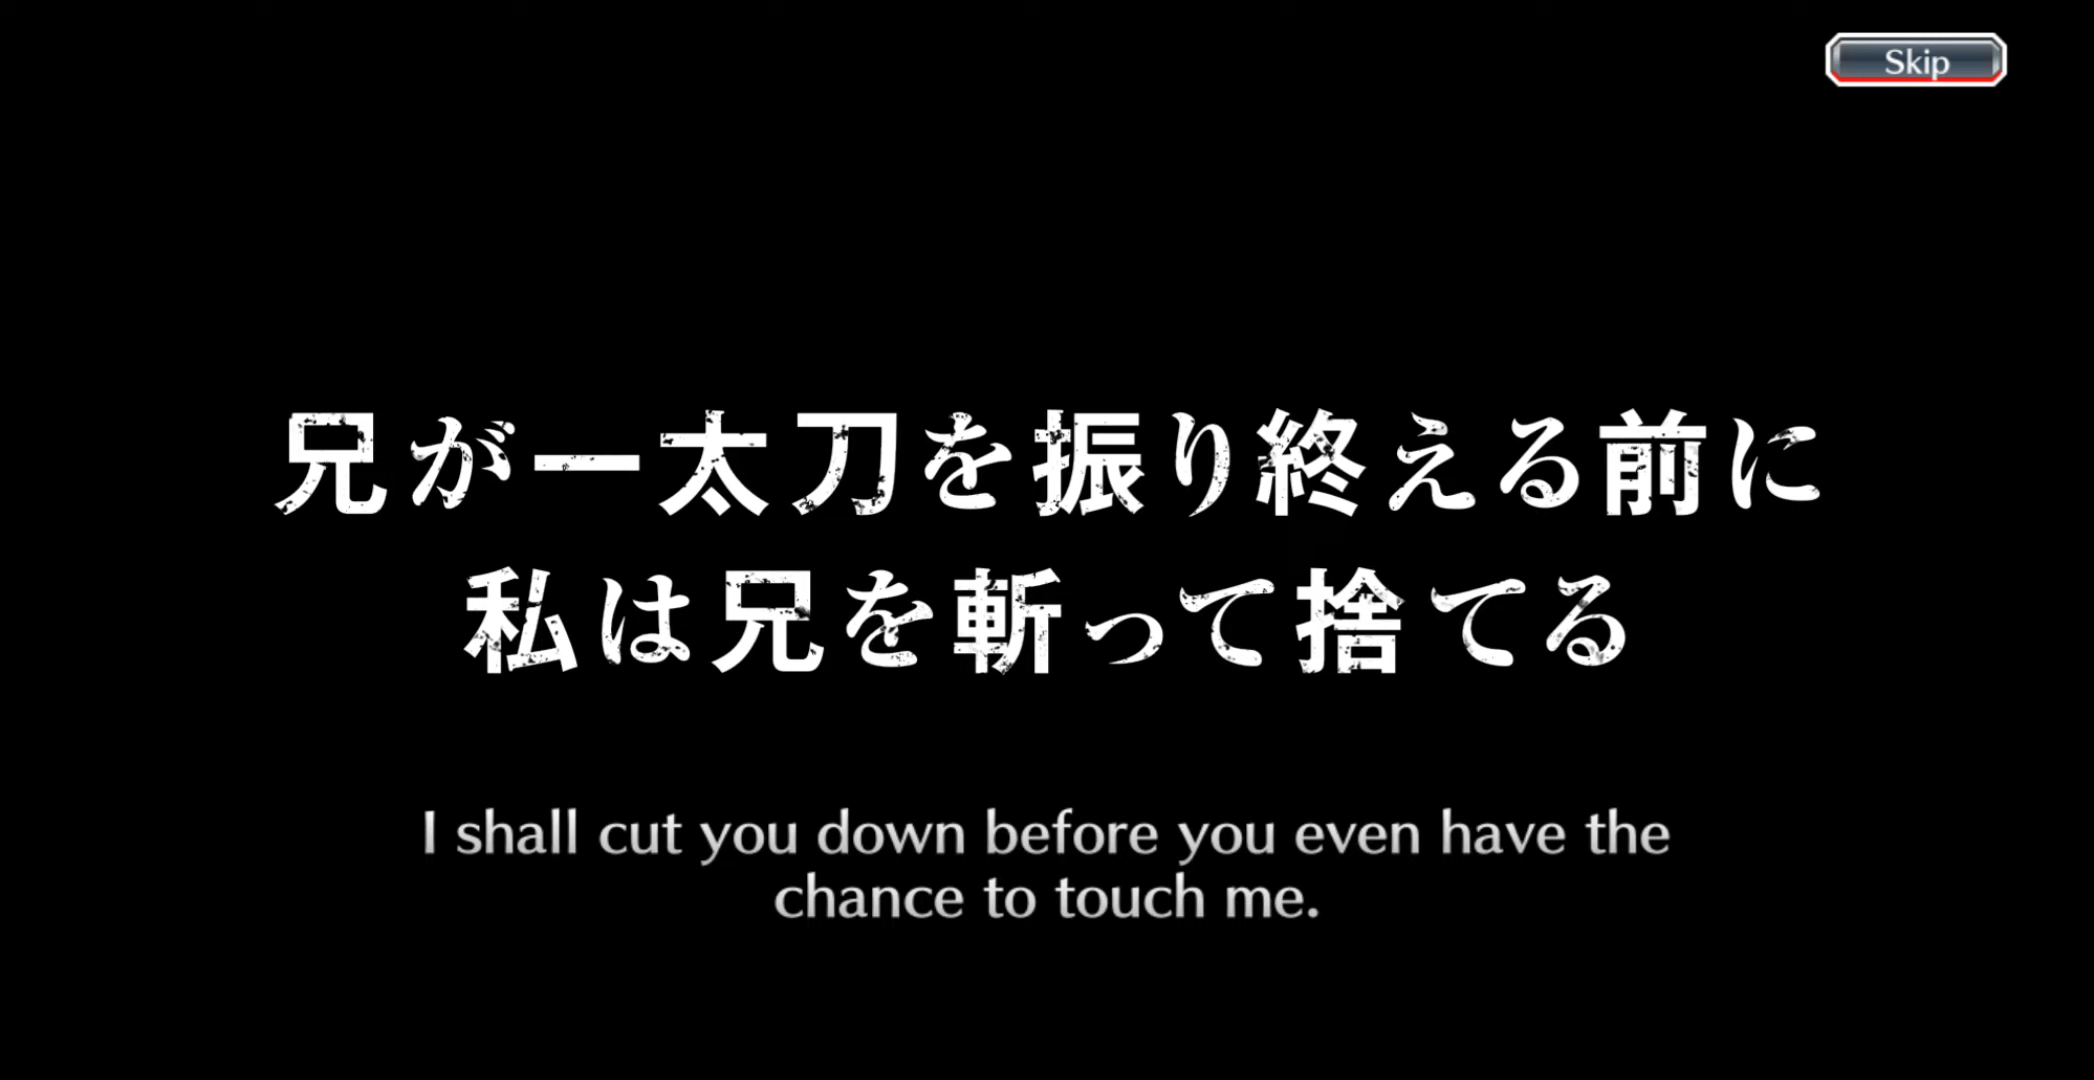 Skip
兄が一太刀を振り終える前に
私は兄を斬って捨てる
I shall cut you down before you even have the
chance to touch me.